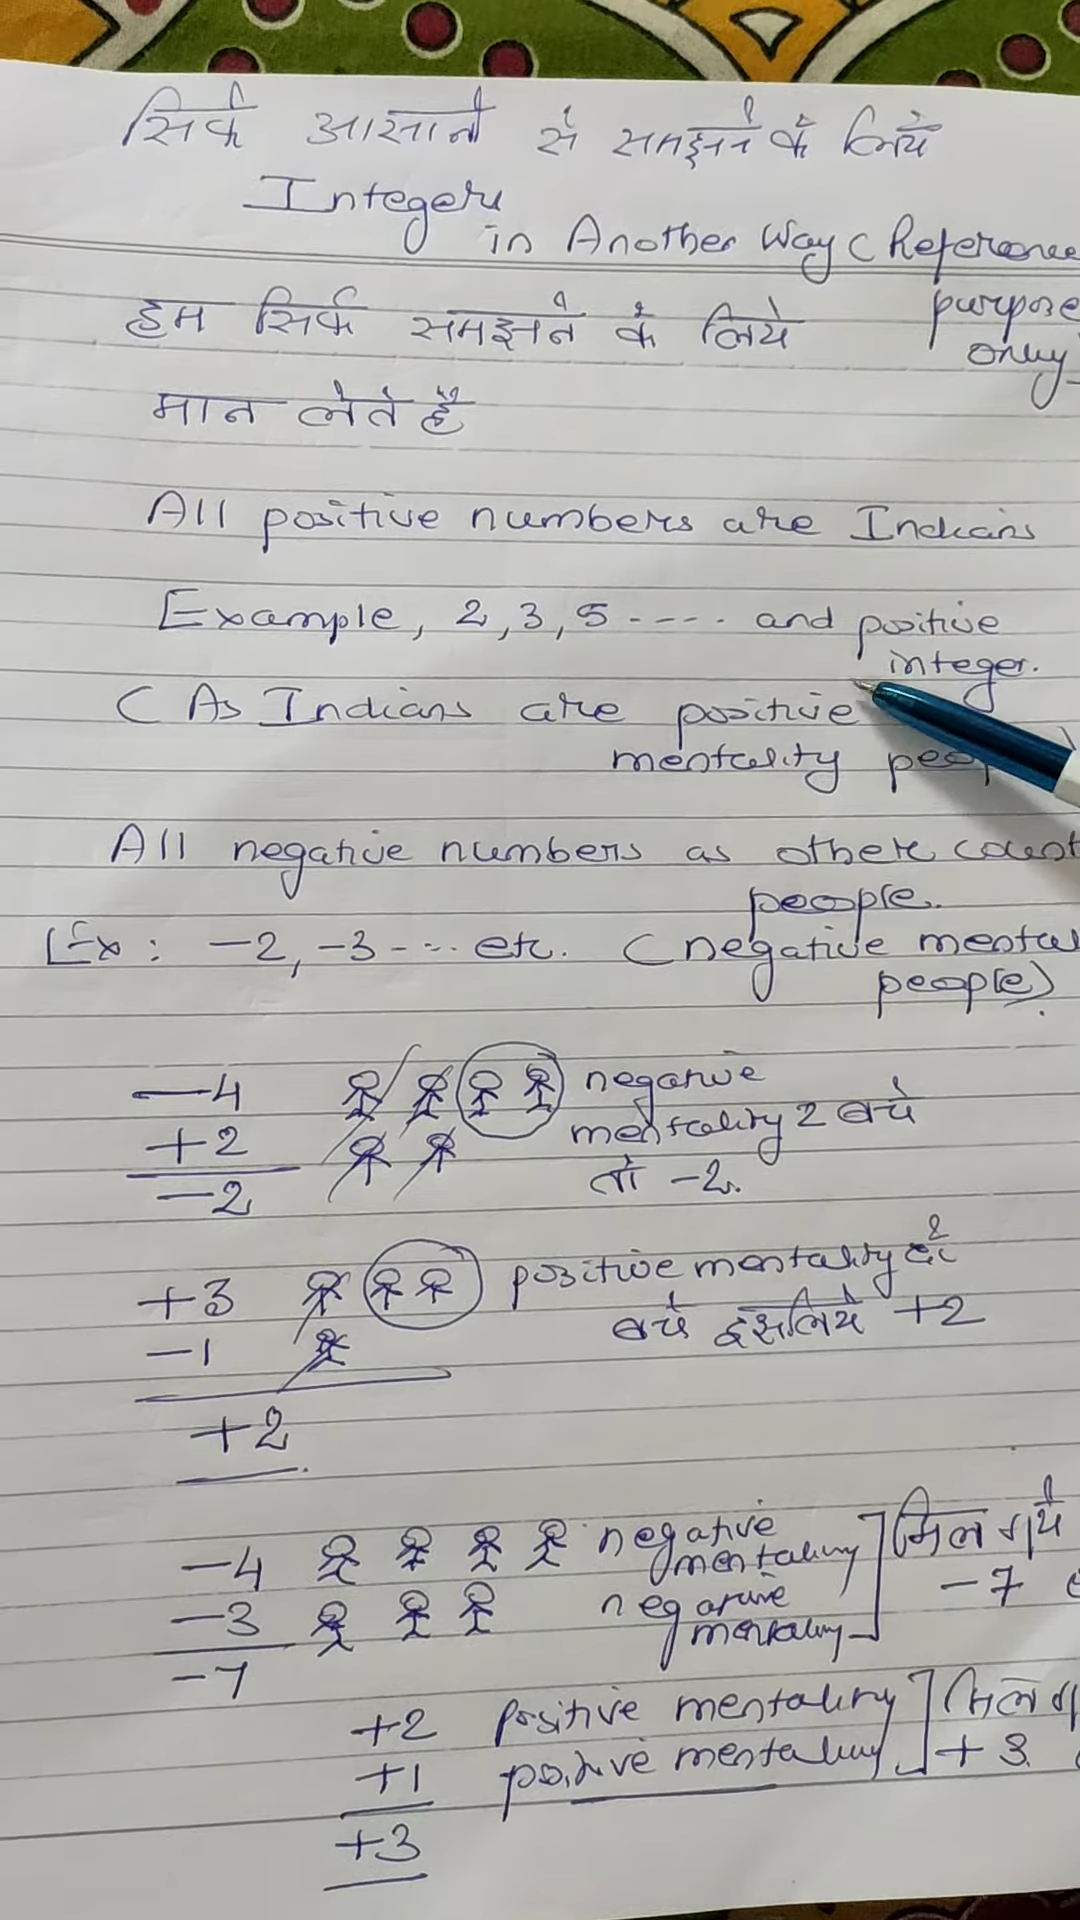 सिर्फ आसानी से समझने के लिये
Integers
in Another Way ( Reference
purpose
only)
हम सिर्फ समझने के लिये
मान लेते हैं
All positive numbers are Indians
Example, 2, 3, 5 ---- and positive
integer.
( As Indians are positive
mentality
All negative numbers as other
people.
Ex: -2, -3 --- etc. ( negative
people).
-4 negative
+2 mentality 2 बचे
-2 तो -2.
+3 positive mentality के
-1 बचे इसलिये +2
+2
-4 negative mentality मिल गये
-3 negative mentality -7
-7
+2 positive mentality मिल
+1 positive mentality +3
+3